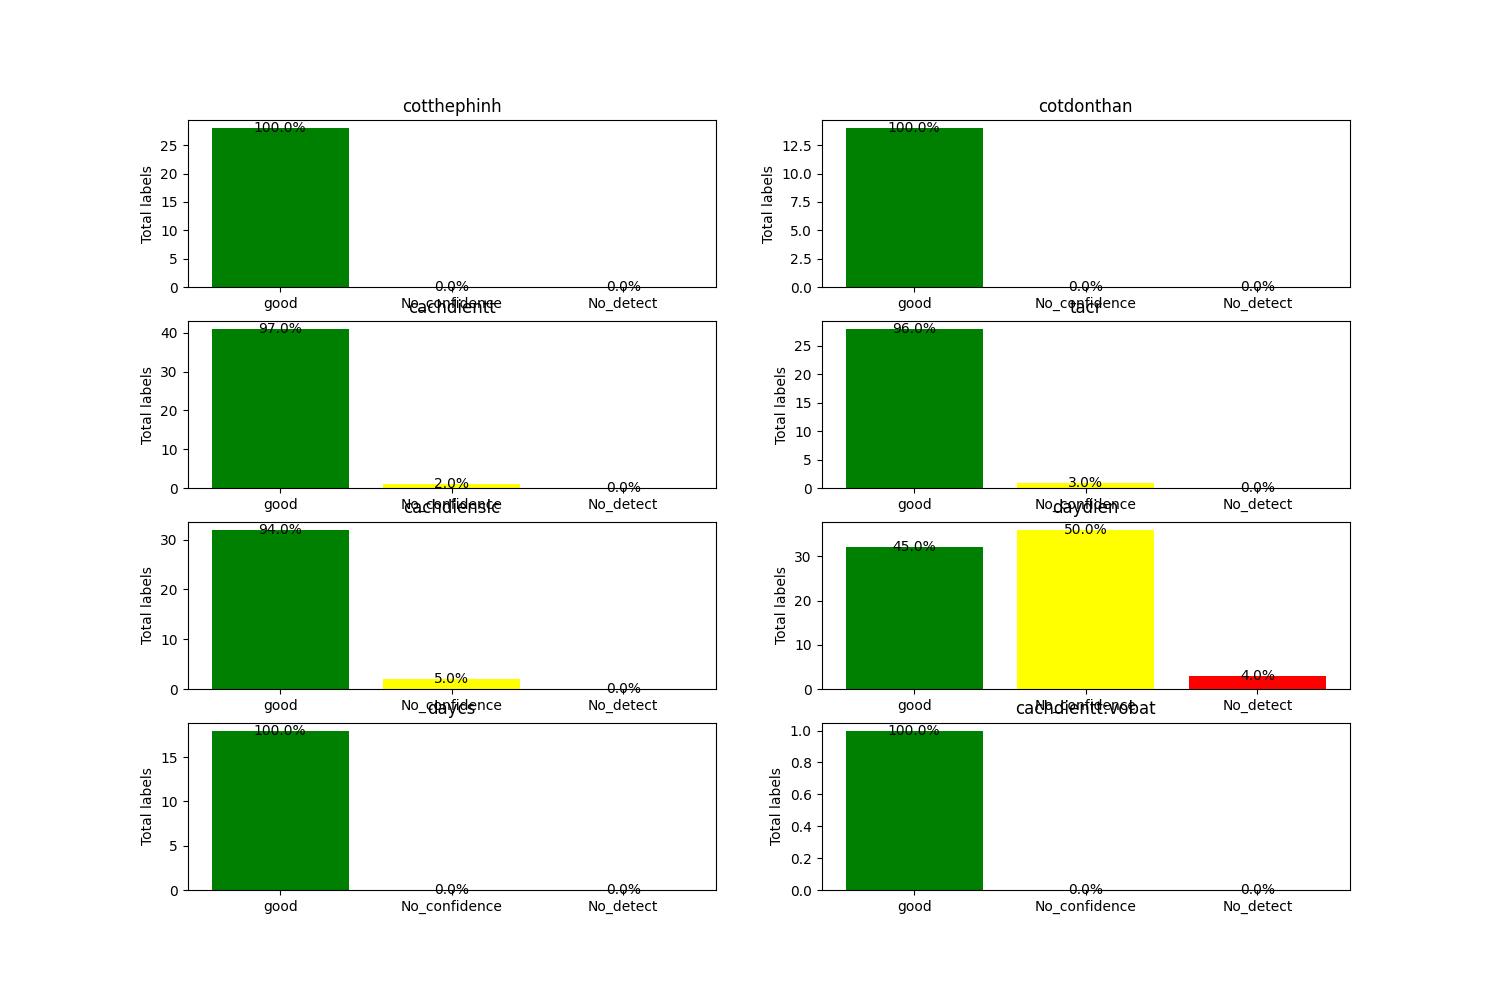 cotthephinh
Total labels
25
20
15
10
5
0
100.0%
0.0%
0.0%
good
No_confidence
No_detect
cotdonthan
Total labels
12.5
10.0
7.5
5.0
2.5
0.0
100.0%
0.0%
0.0%
good
No_confidence
No_detect
cachdientt
Total labels
40
30
20
10
0
97.0%
2.0%
0.0%
good
No_confidence
No_detect
tacr
Total labels
25
20
15
10
5
0
96.0%
3.0%
0.0%
good
No_confidence
No_detect
cachdiensic
Total labels
30
20
10
0
94.0%
5.0%
0.0%
good
No_confidence
No_detect
daydien
Total labels
30
20
10
0
45.0%
50.0%
4.0%
good
No_confidence
No_detect
daycs
Total labels
15
10
5
0
100.0%
0.0%
0.0%
good
No_confidence
No_detect
cachdientt.vobat
Total labels
1.0
0.8
0.6
0.4
0.2
0.0
100.0%
0.0%
0.0%
good
No_confidence
No_detect